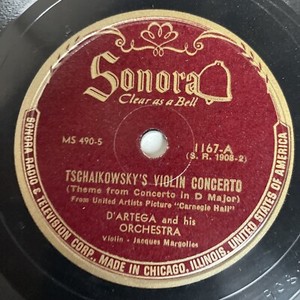 Sonora
Clear as a Bell
MS 490-5
1167-A
(S. R. 1908-2)
TSCHAIKOWSKY'S VIOLIN CONCERTO
(Theme from Concerto in D Major)
From United Artists Picture "Carnegie Hall"
D'ARTEGA and his
ORCHESTRA
Violin - Jacques Margolies
SONORA RADIO & TELEVISION CORP. MADE IN CHICAGO, ILLINOIS, UNITED STATES OF AMERICA